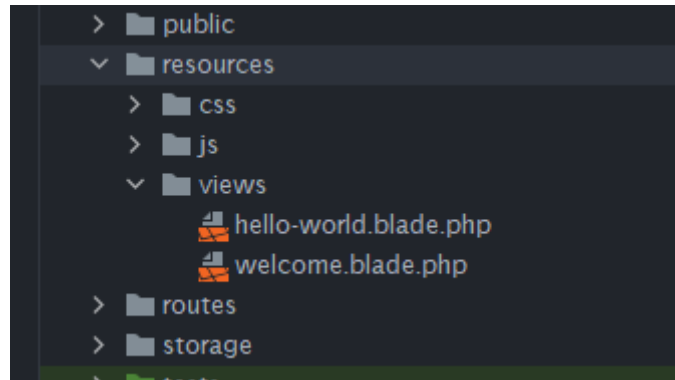 public
resources
css
js
views
hello-world.blade.php
welcome.blade.php
routes
storage